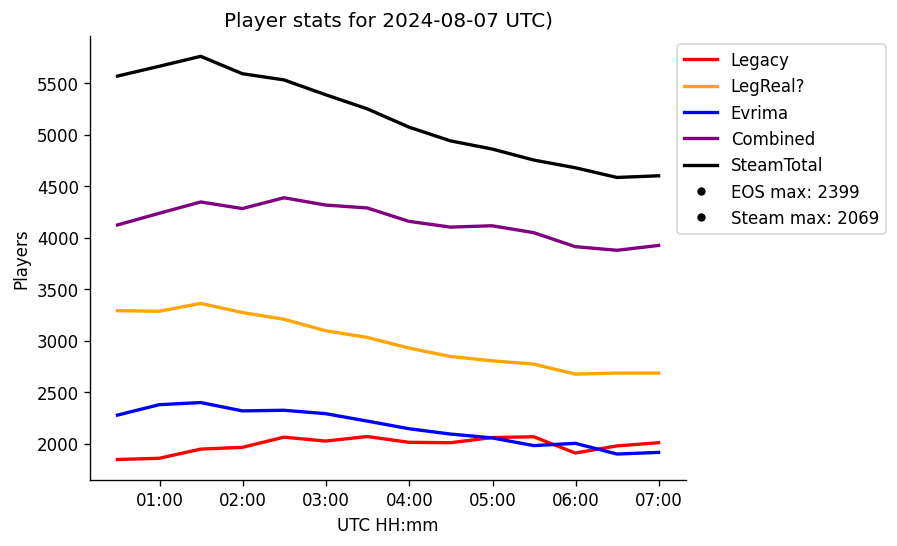 Player stats for 2024-08-07 UTC)
Legacy
LegReal?
Evrima
Combined
SteamTotal
EOS max: 2399
Steam max: 2069
Players
5500
5000
4500
4000
3500
3000
2500
2000
01:00 02:00 03:00 04:00 05:00 06:00 07:00
UTC HH:mm